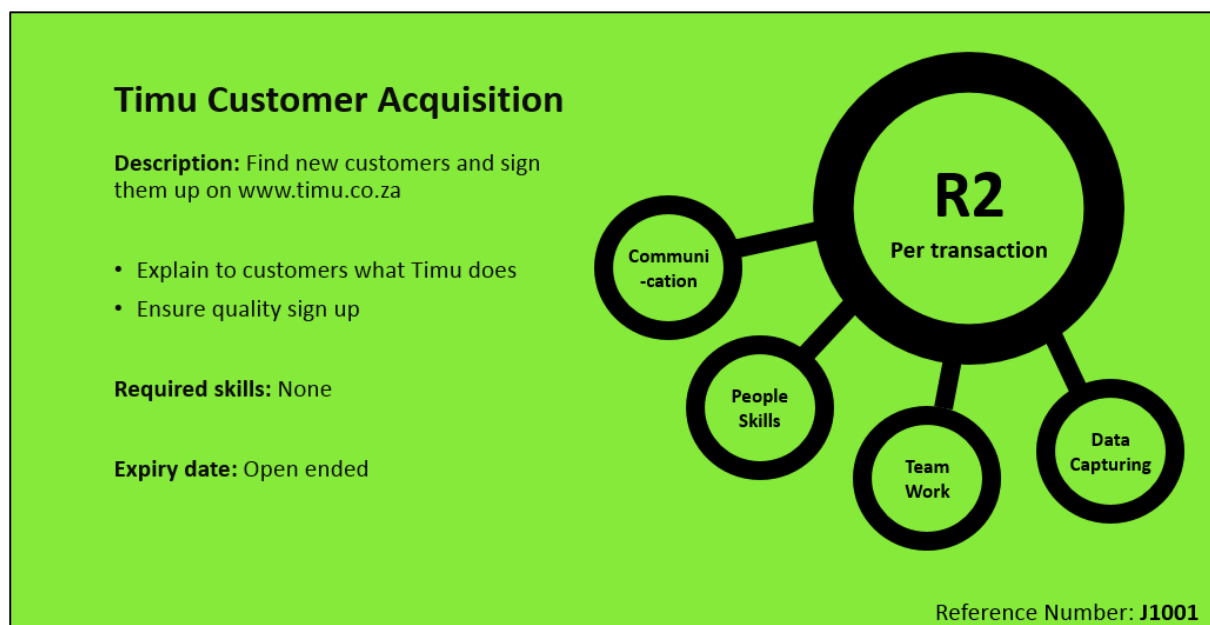 Timu Customer Acquisition
Description: Find new customers and sign
them up on www.timu.co.za
• Explain to customers what Timu does
• Ensure quality sign up
Required skills: None
Expiry date: Open ended
R2
Per transaction
Communi
-cation
People
Skills
Team
Work
Data
Capturing
Reference Number: J1001